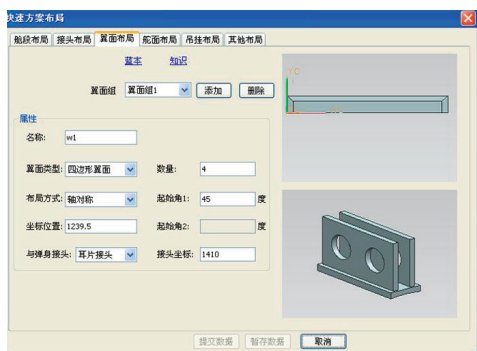 快速方案布局
舱段布局 接头布局 翼面布局 舵面布局 吊挂布局 其他布局
蓝本 知识
翼面组 翼面组1 添加 删除
属性
名称: w1
翼面类型: 四边形翼面 数量: 4
布局方式: 轴对称 起始角1: 45 度
坐标位置: 1239.5 起始角2: 度
与弹身接头: 耳片接头 接头坐标: 1410
YC
提交数据 暂存数据 取消